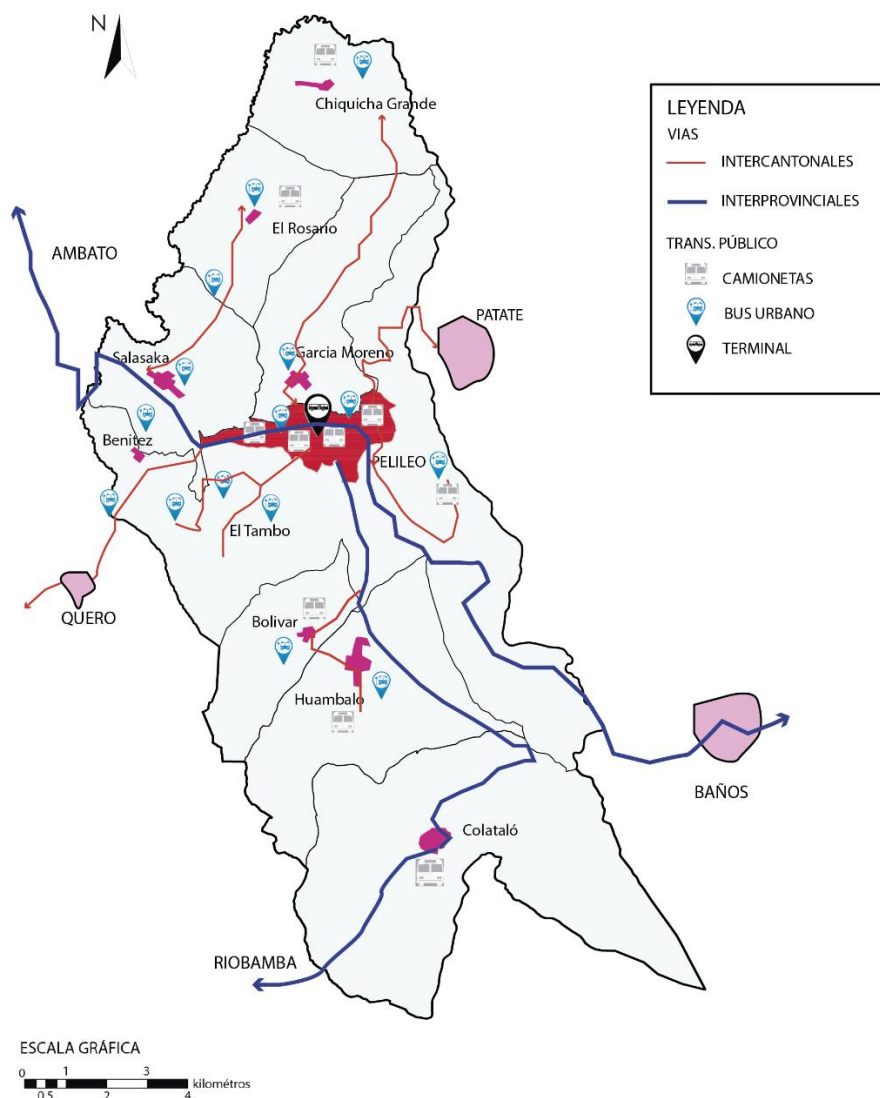 N
Chiquicha Grande
El Rosario
AMBATO
PATATE
Salasaka
Garcia Moreno
Benitez
PELILEO
El Tambo
QUERO
Bolivar
Huambalo
BAÑOS
Colataló
RIOBAMBA
LEYENDA
VIAS
INTERCANTONALES
INTERPROVINCIALES
TRANS. PÚBLICO
CAMIONETAS
BUS URBANO
TERMINAL
ESCALA GRÁFICA
0 1 3
kilométros
0.5 2 4